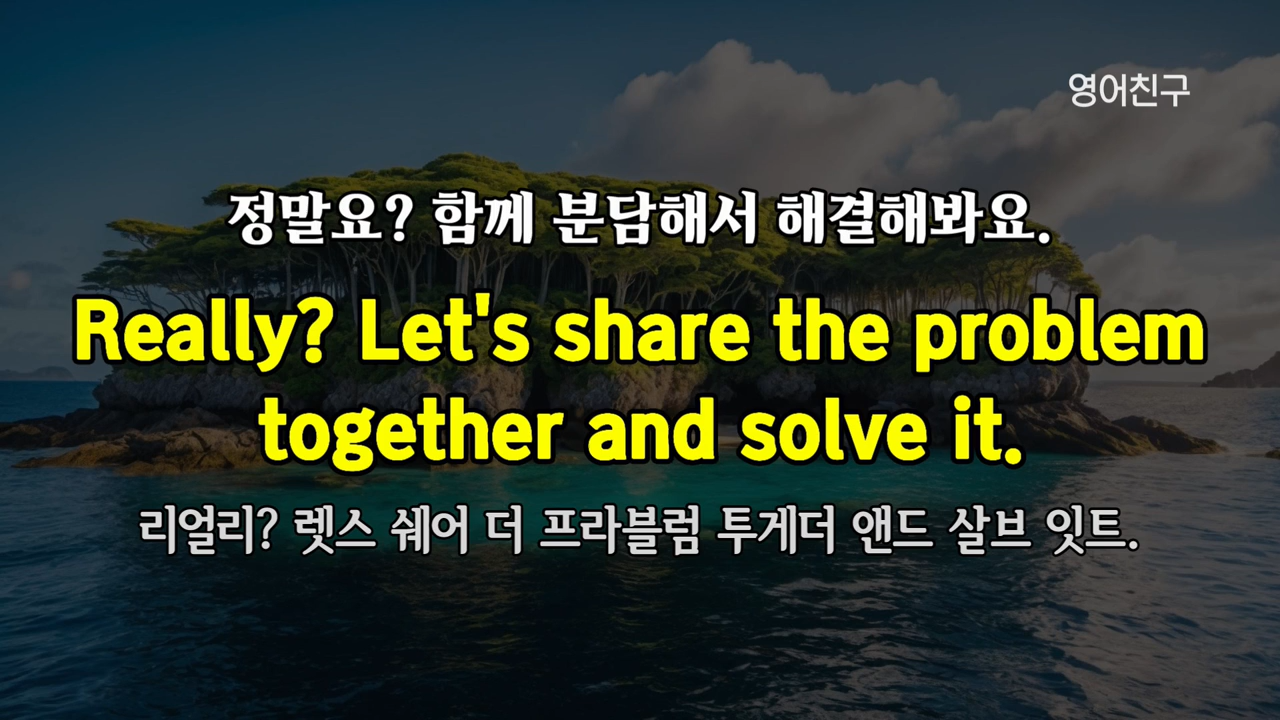 영어친구
정말요? 함께 분담해서 해결해봐요.
Really? Let's share the problem
together and solve it.
리얼리? 렛스 쉐어 더 프라블럼 투게더 앤드 살브 잇트.